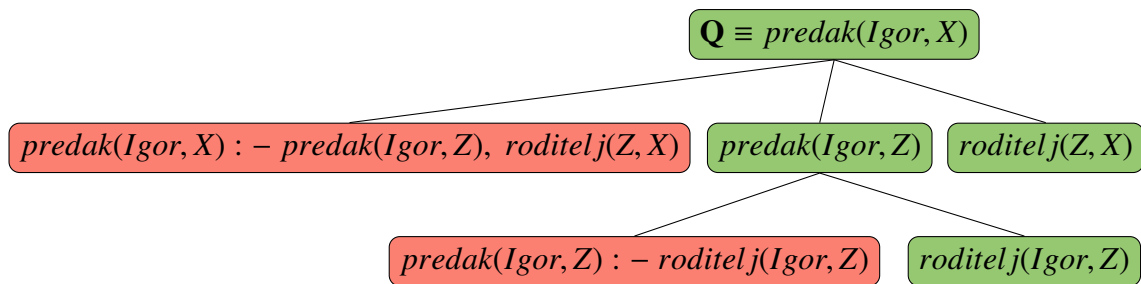 Q ≡ predak(Igor, X)
predak(Igor, X) : − predak(Igor, Z), roditelj(Z, X)
predak(Igor, Z)
roditelj(Z, X)
predak(Igor, Z) : − roditelj(Igor, Z)
roditelj(Igor, Z)